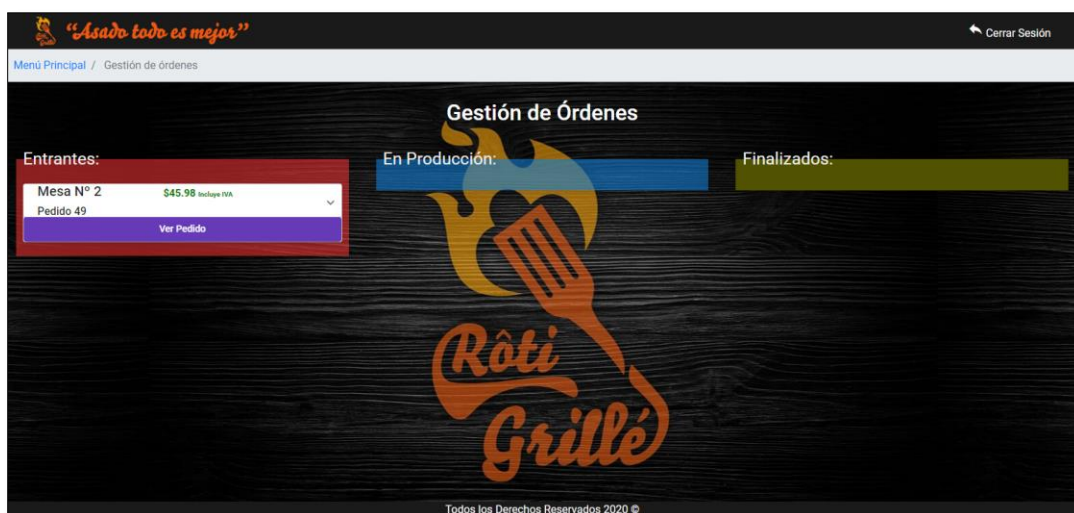 “Asado todo es mejor”
Cerrar Sesión
Menú Principal / Gestión de órdenes
Gestión de Órdenes
Entrantes:
En Producción:
Finalizados:
Mesa Nº 2 $45.98 Incluye IVA
Pedido 49
Ver Pedido
Rôti
Grillé
Todos los Derechos Reservados 2020 ©